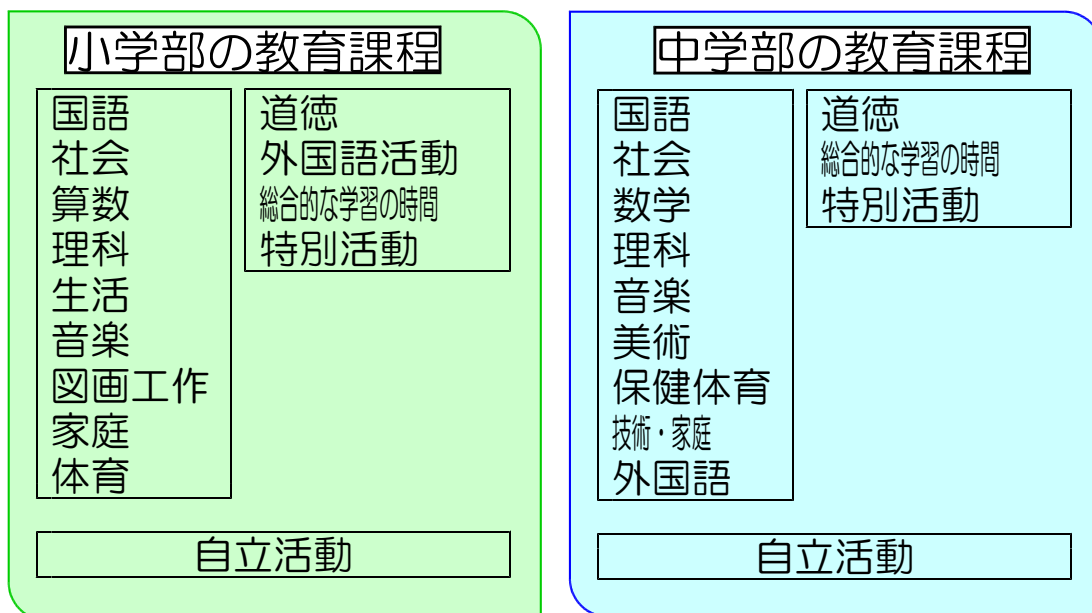 小学部の教育課程
国語
社会
算数
理科
生活
音楽
図画工作
家庭
体育
道徳
外国語活動
総合的な学習の時間
特別活動
自立活動
中学部の教育課程
国語
社会
数学
理科
音楽
美術
保健体育
技術・家庭
外国語
道徳
総合的な学習の時間
特別活動
自立活動